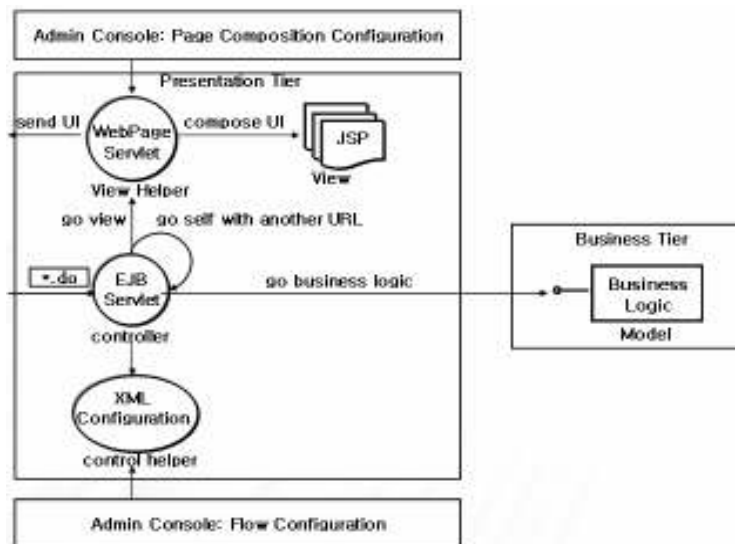 Admin Console: Page Composition Configuration
Presentation Tier
send UI
WebPage
Servlet
compose UI
JSP
View
View Helper
go view
go self with another URL
*.do
EJB
Servlet
go business logic
controller
Business Tier
Business
Logic
Model
XML
Configuration
control helper
Admin Console: Flow Configuration